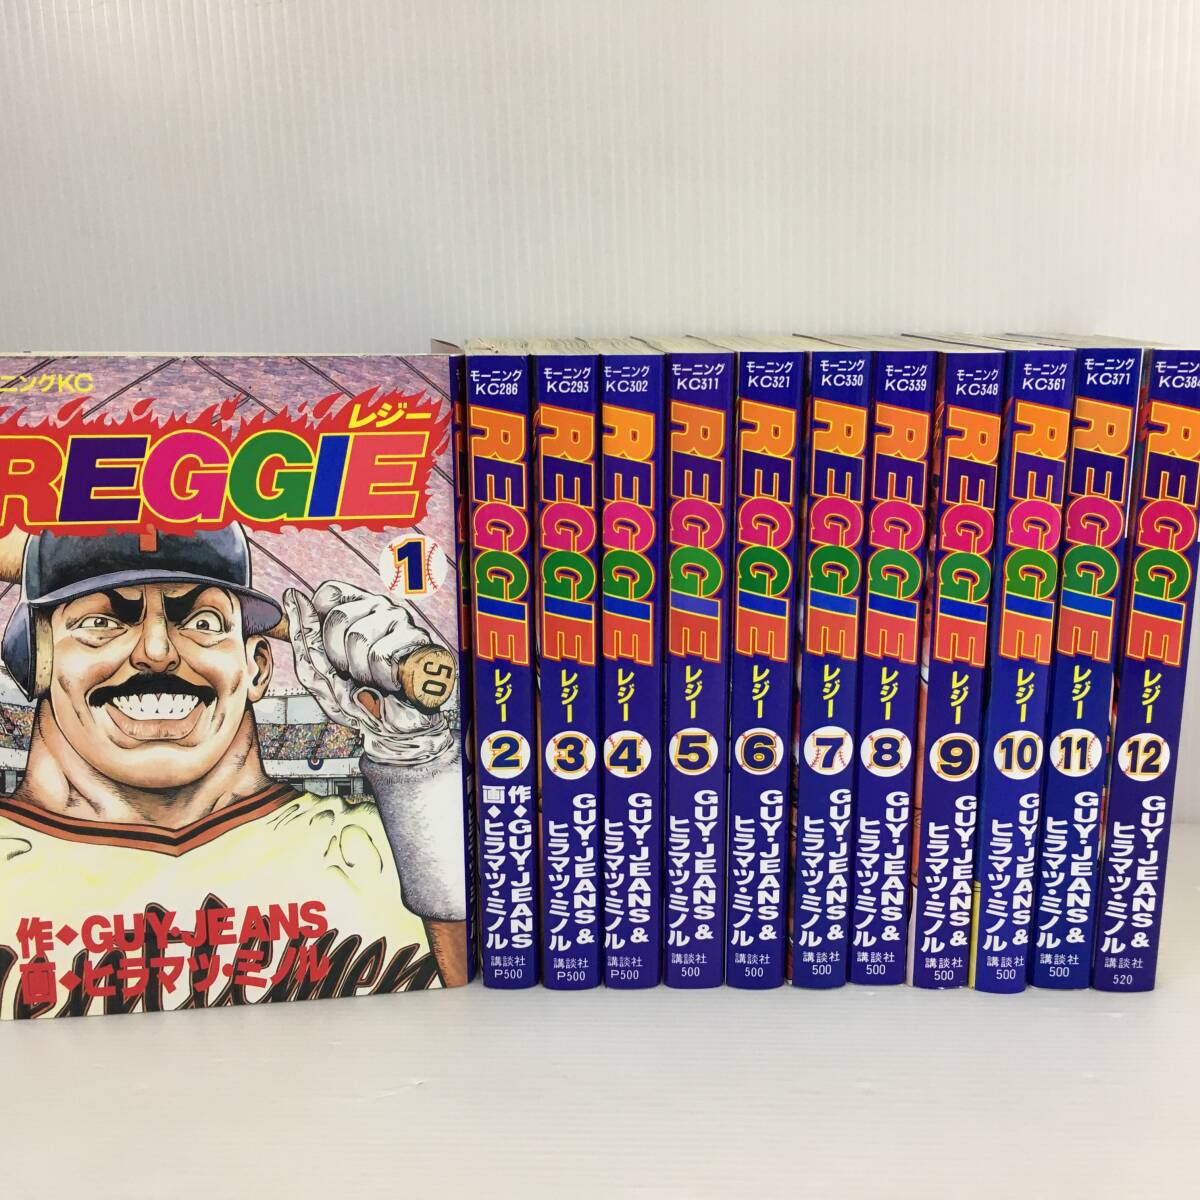 ーニングKC
レジー
REGGIE
1
50
作◆GUY・JEANS
画◆ヒラマツ・ミノル
モーニング
KC286
REGGIE
レジー
2
作◆GUY・JEANS
画◆ヒラマツ・ミノル
講談社
P500
モーニング
KC293
REGGIE
レジー
3
GUY・JEANS&
ヒラマツ・ミノル
講談社
P500
モーニング
KC302
REGGIE
レジー
4
GUY・JEANS&
ヒラマツ・ミノル
講談社
P500
モーニング
KC311
REGGIE
レジー
5
GUY・JEANS&
ヒラマツ・ミノル
講談社
500
モーニング
KC321
REGGIE
レジー
6
GUY・JEANS&
ヒラマツ・ミノル
講談社
500
モーニング
KC330
REGGIE
レジー
7
GUY・JEANS&
ヒラマツ・ミノル
講談社
500
モーニング
KC339
REGGIE
レジー
8
GUY・JEANS&
ヒラマツ・ミノル
講談社
500
モーニング
KC348
REGGIE
レジー
9
GUY・JEANS&
ヒラマツ・ミノル
講談社
500
モーニング
KC361
REGGIE
レジー
10
GUY・JEANS&
ヒラマツ・ミノル
講談社
500
モーニング
KC371
REGGIE
レジー
11
GUY・JEANS&
ヒラマツ・ミノル
講談社
500
モーニング
KC384
REGGIE
レジー
12
GUY・JEANS&
ヒラマツ・ミノル
講談社
520